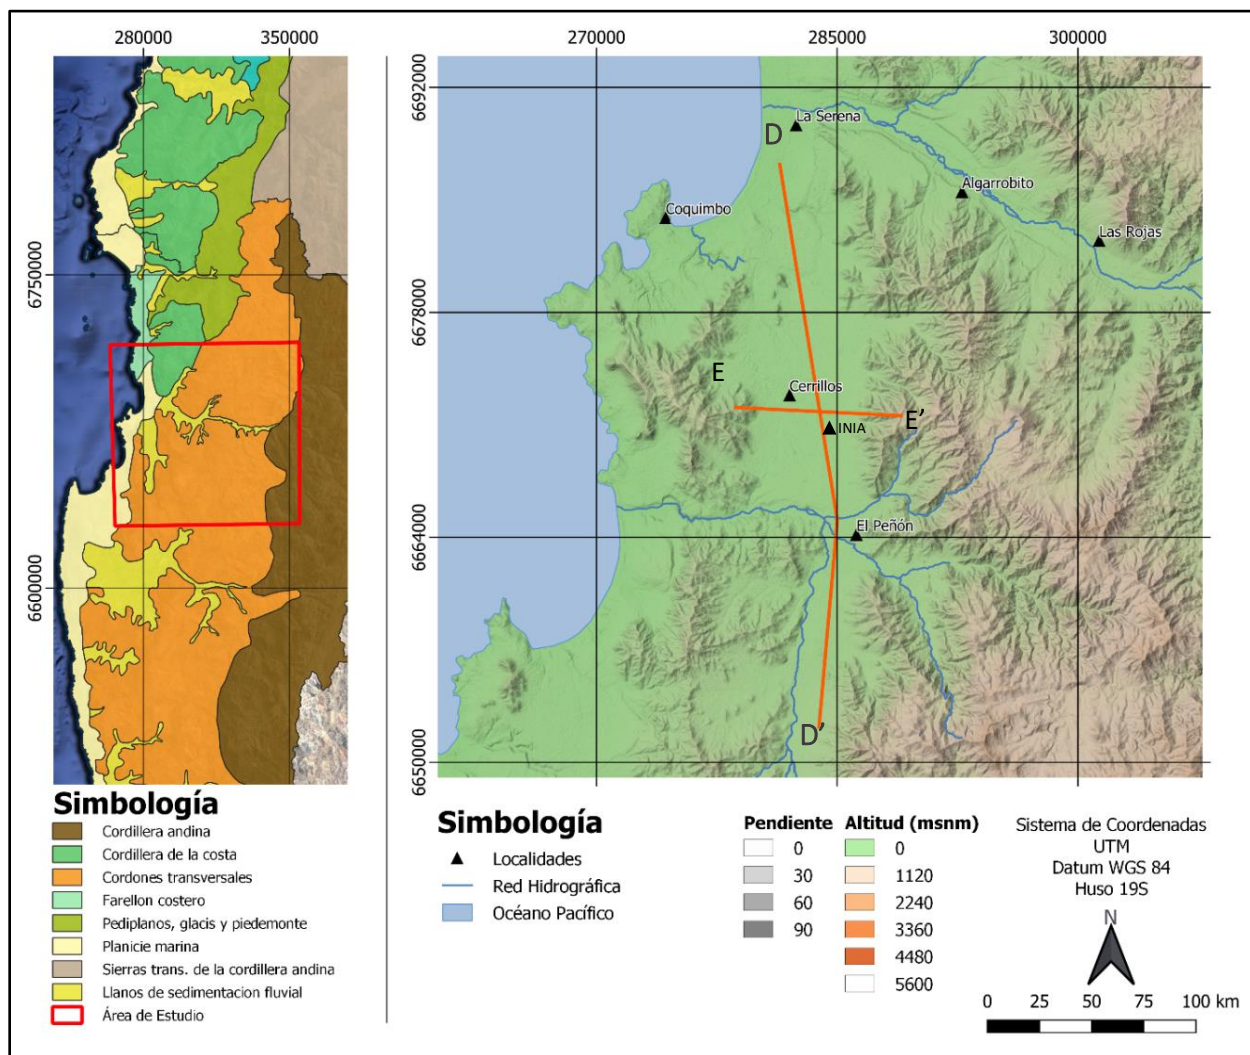 280000 350000
6750000
6600000
270000 285000 300000
6692000
6678000
6664000
6650000
La Serena
D
Algarrobito
Coquimbo
Las Rojas
E
Cerrillos
E'
INIA
El Peñón
D'
Simbología
Cordillera andina
Cordillera de la costa
Cordones transversales
Farellon costero
Pediplanos, glacis y piedemonte
Planicie marina
Sierras trans. de la cordillera andina
Llanos de sedimentacion fluvial
Área de Estudio
Simbología
Localidades
Red Hidrográfica
Océano Pacífico
Pendiente
0
30
60
90
Altitud (msnm)
0
1120
2240
3360
4480
5600
Sistema de Coordenadas
UTM
Datum WGS 84
Huso 19S
N
0 25 50 75 100 km